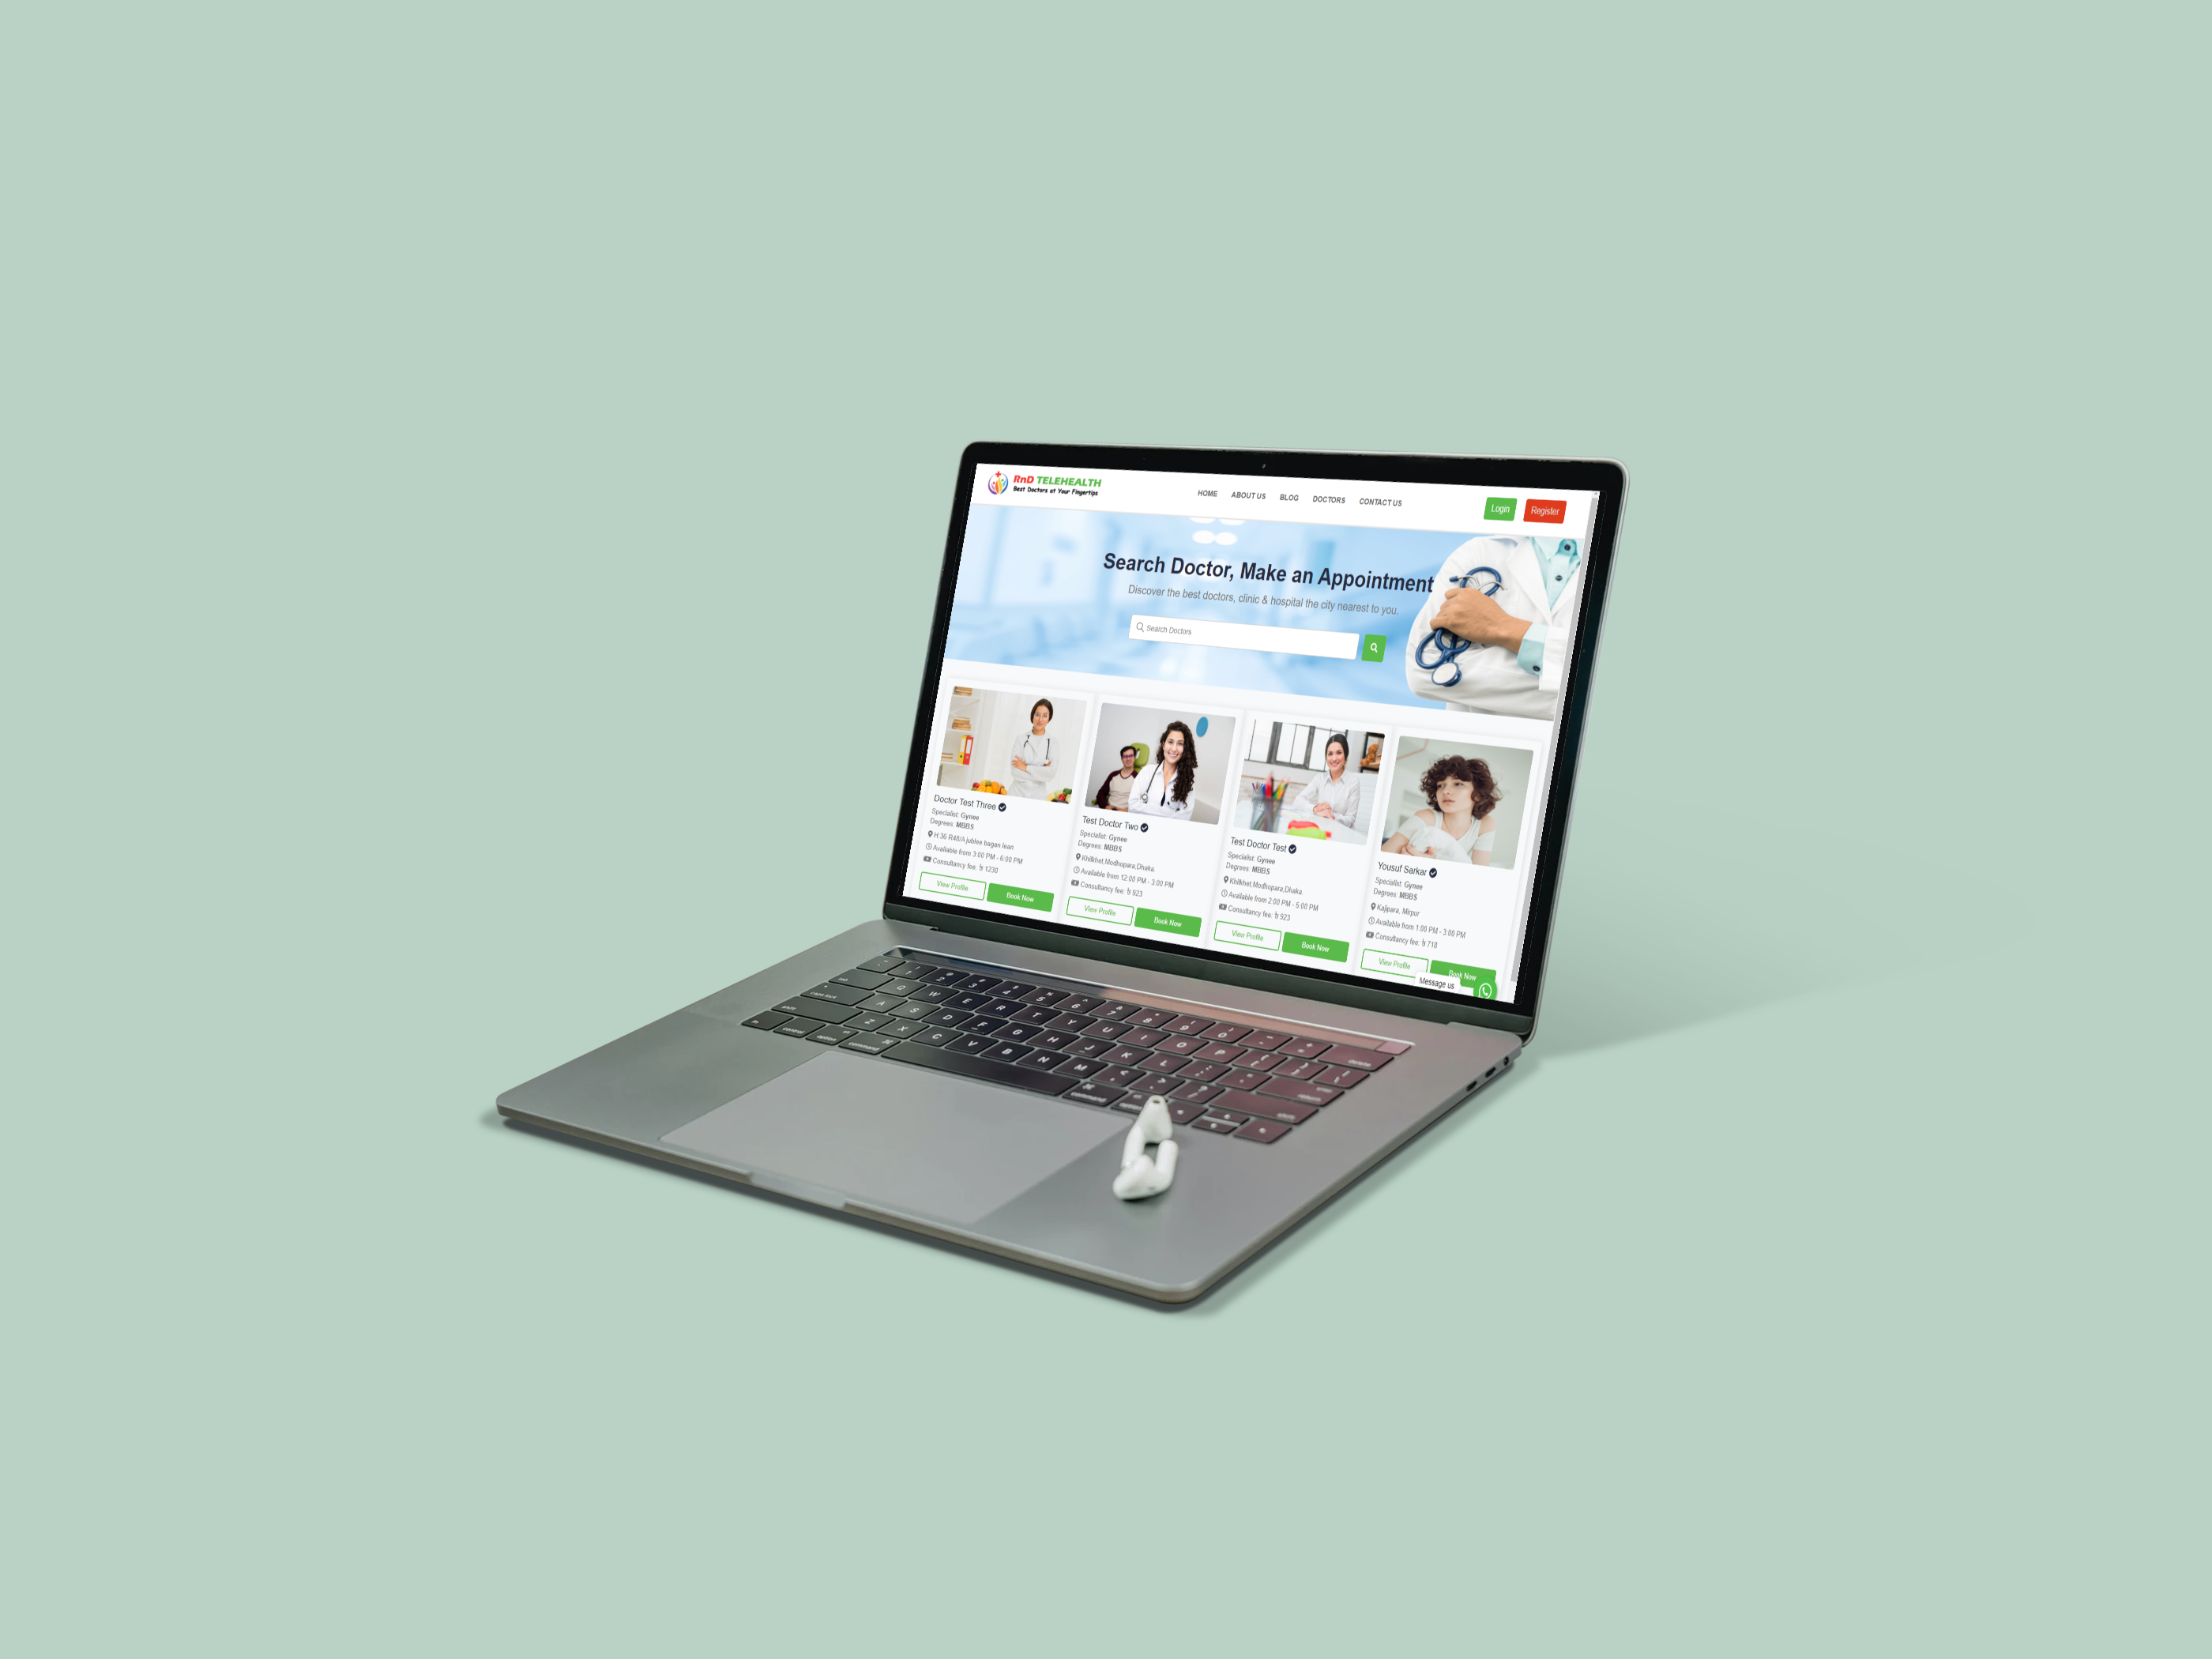 RnD TELEHEALTH
Best Doctors at Your Fingertips
HOME ABOUT US BLOG DOCTORS CONTACT US
Login Register
Search Doctor, Make an Appointment
Discover the best doctors, clinic & hospital the city nearest to you.
Search Doctors
Doctor Test Three
Specialist: Gynee
Degrees: MBBS
H:36 R48/A jublee bagan lean
Available from 3:00 PM - 6:00 PM
Consultancy fee: ৳ 1230
View Profile Book Now
Test Doctor Two
Specialist: Gynee
Degrees: MBBS
Khilkhet,Modhopara,Dhaka.
Available from 12:00 PM - 3:00 PM
Consultancy fee: ৳ 923
View Profile Book Now
Test Doctor Test
Specialist: Gynee
Degrees: MBBS
Khilkhet,Modhopara,Dhaka.
Available from 2:00 PM - 5:00 PM
Consultancy fee: ৳ 923
View Profile Book Now
Yousuf Sarkar
Specialist: Gynee
Degrees: MBBS
Kajipara, Mirpur
Available from 1:00 PM - 3:00 PM
Consultancy fee: ৳ 718
View Profile Book Now
Message us
Q W E R T Y U I O P
A S D F G H J K L
Z X C V B N M
control option command command option